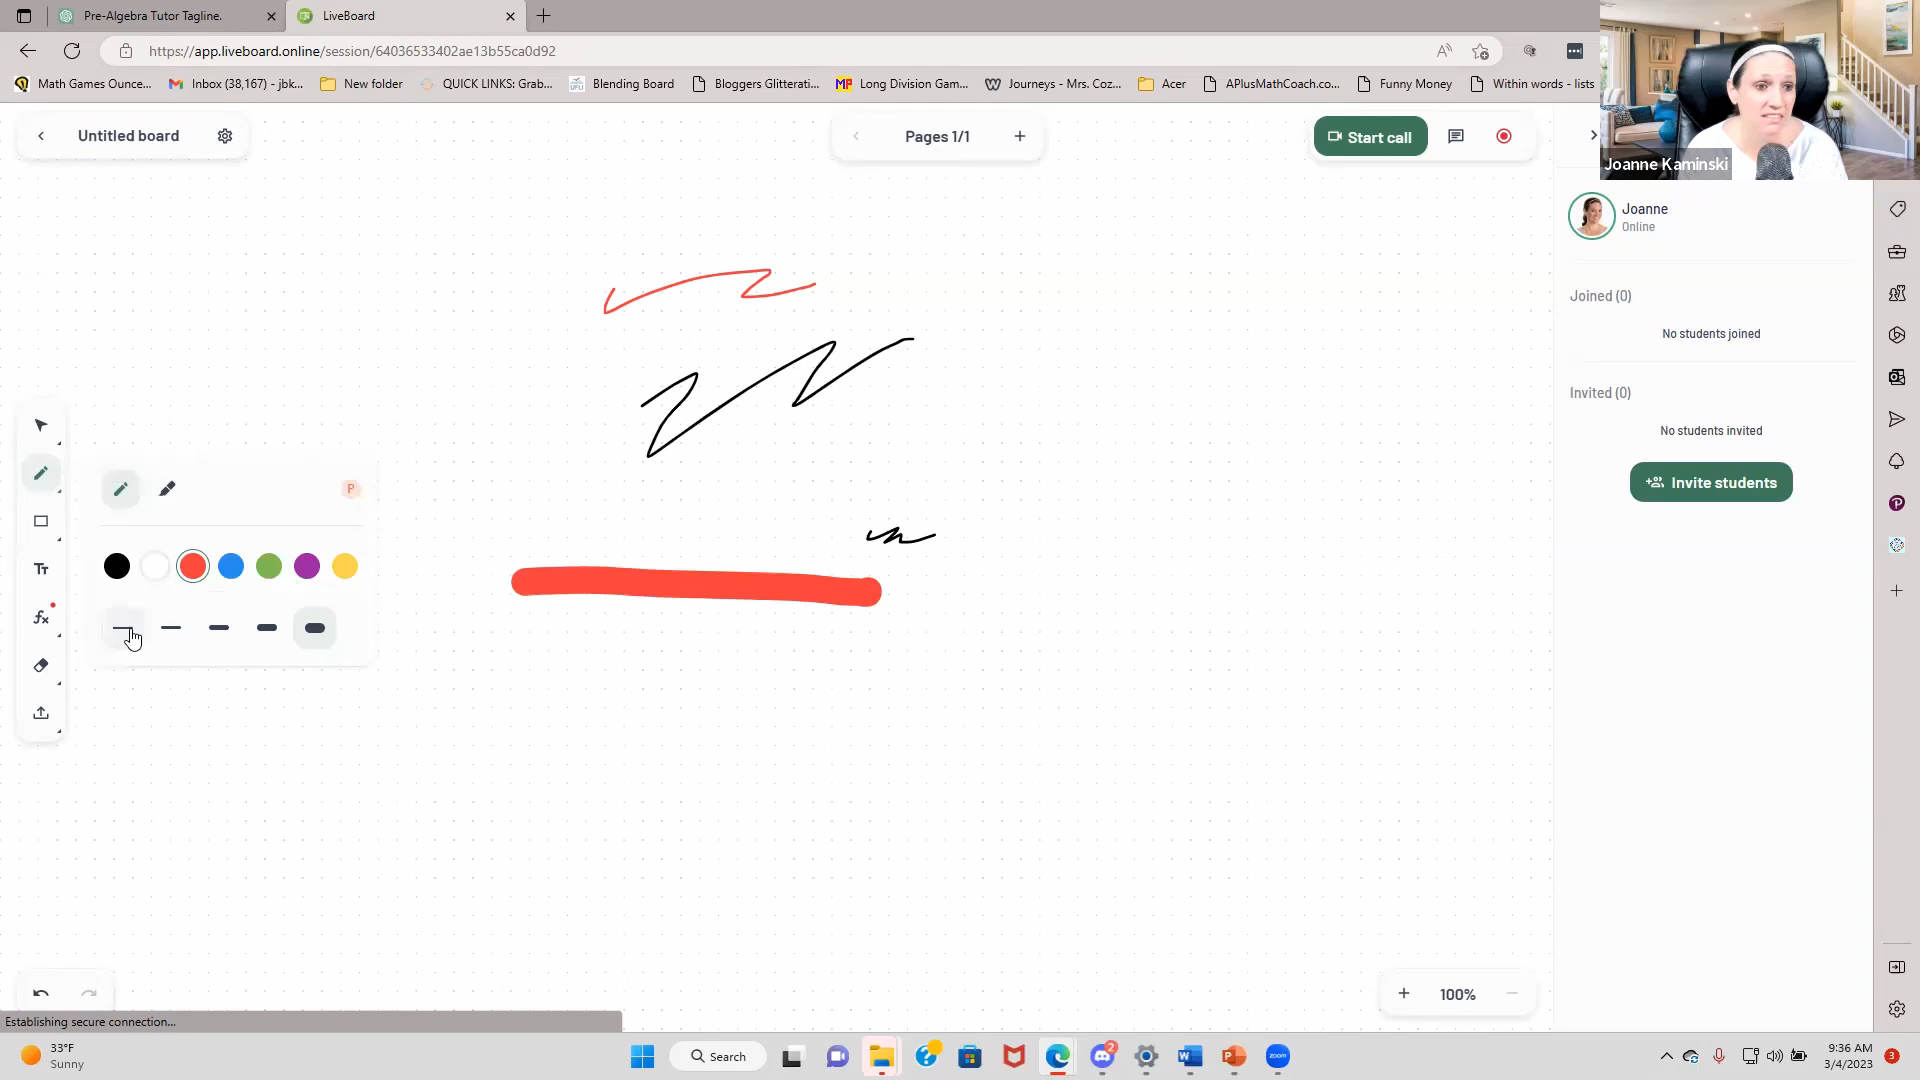 Pre-Algebra Tutor Tagline.
LiveBoard
https://app.liveboard.online/session/64036533402ae13b55ca0d92
Math Games Ounce...
Inbox (38,167) - jbk...
New folder
QUICK LINKS: Grab...
Blending Board
Bloggers Glitterati...
MP
Long Division Gam...
Journeys - Mrs. Coz...
Acer
APlusMathCoach.co...
Funny Money
Within words - lists
Joanne Kaminski
Untitled board
Pages 1/1
Start call
Joanne
Online
Joined (0)
No students joined
Invited (0)
No students invited
Invite students
P
Tт
fx
100%
Establishing secure connection...
33°F
Sunny
Search
2
zoom
9:36 AM
3/4/2023
3